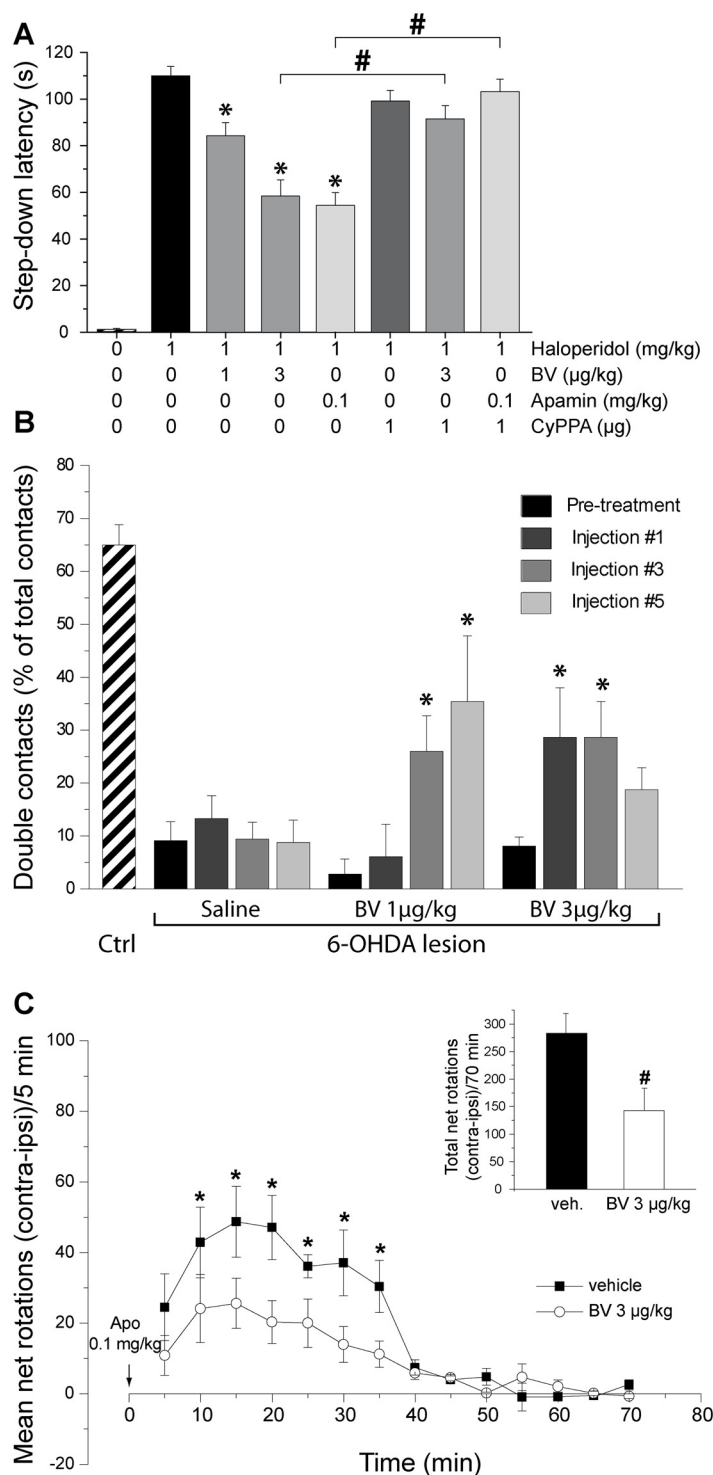 A
#
#
Step-down latency (s)
120
100
80
60
40
20
0
*
*
*
0 1 1 1 1 1 1 1 Haloperidol (mg/kg)
0 0 1 3 0 0 3 0 BV (µg/kg)
0 0 0 0 0.1 0 0 0.1 Apamin (mg/kg)
0 0 0 0 0 1 1 1 CyPPA (µg)
B
Double contacts (% of total contacts)
80
70
60
50
40
30
20
10
0
Pre-treatment
Injection #1
Injection #3
Injection #5
*
*
*
*
Saline BV 1µg/kg BV 3µg/kg
Ctrl 6-OHDA lesion
C
Mean net rotations (contra-ipsi)/5 min
100
80
60
40
20
0
-20
Apo
0.1 mg/kg
* * * * * *
Total net rotations
(contra-ipsi)/70 min
300
250
200
150
100
50
0
#
veh. BV 3 µg/kg
vehicle
BV 3 µg/kg
0 10 20 30 40 50 60 70 80
Time (min)